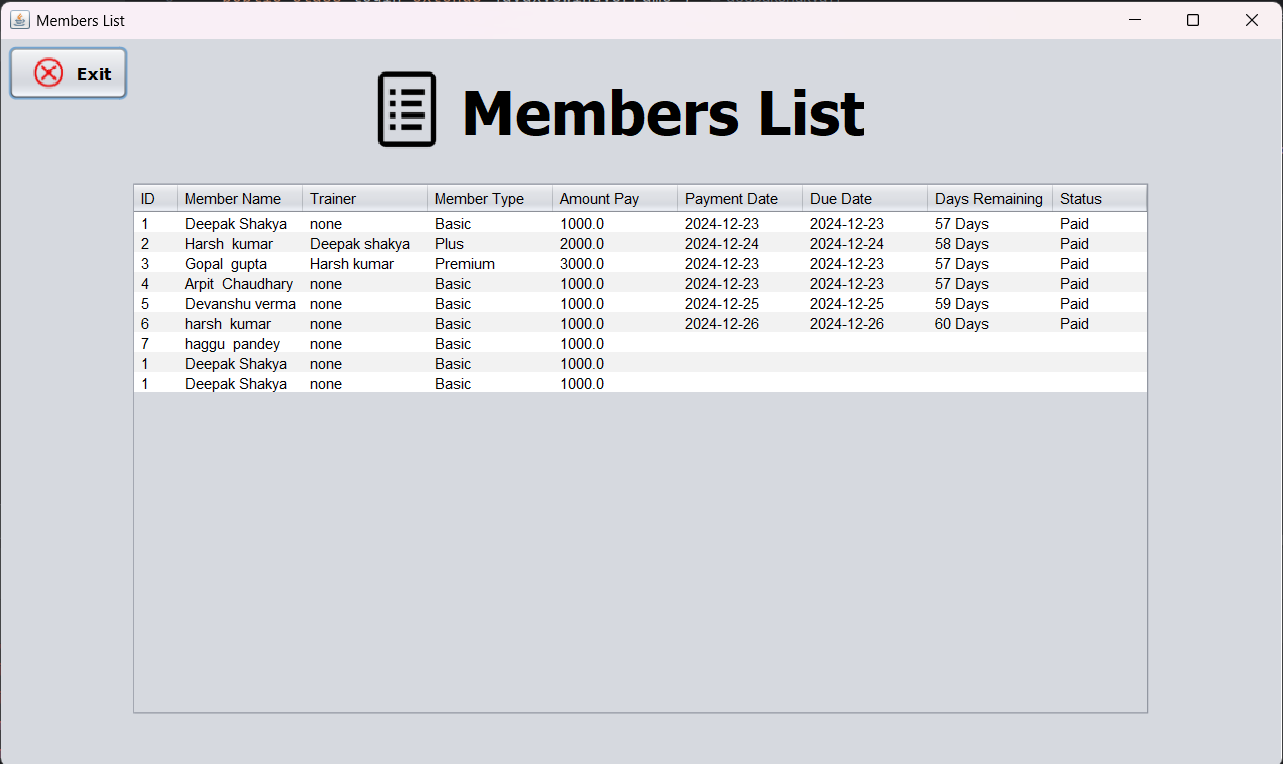 Members List
Exit
Members List
ID Member Name Trainer Member Type Amount Pay Payment Date Due Date Days Remaining Status
1 Deepak Shakya none Basic 1000.0 2024-12-23 2024-12-23 57 Days Paid
2 Harsh kumar Deepak shakya Plus 2000.0 2024-12-24 2024-12-24 58 Days Paid
3 Gopal gupta Harsh kumar Premium 3000.0 2024-12-23 2024-12-23 57 Days Paid
4 Arpit Chaudhary none Basic 1000.0 2024-12-23 2024-12-23 57 Days Paid
5 Devanshu verma none Basic 1000.0 2024-12-25 2024-12-25 59 Days Paid
6 harsh kumar none Basic 1000.0 2024-12-26 2024-12-26 60 Days Paid
7 haggu pandey none Basic 1000.0
1 Deepak Shakya none Basic 1000.0
1 Deepak Shakya none Basic 1000.0